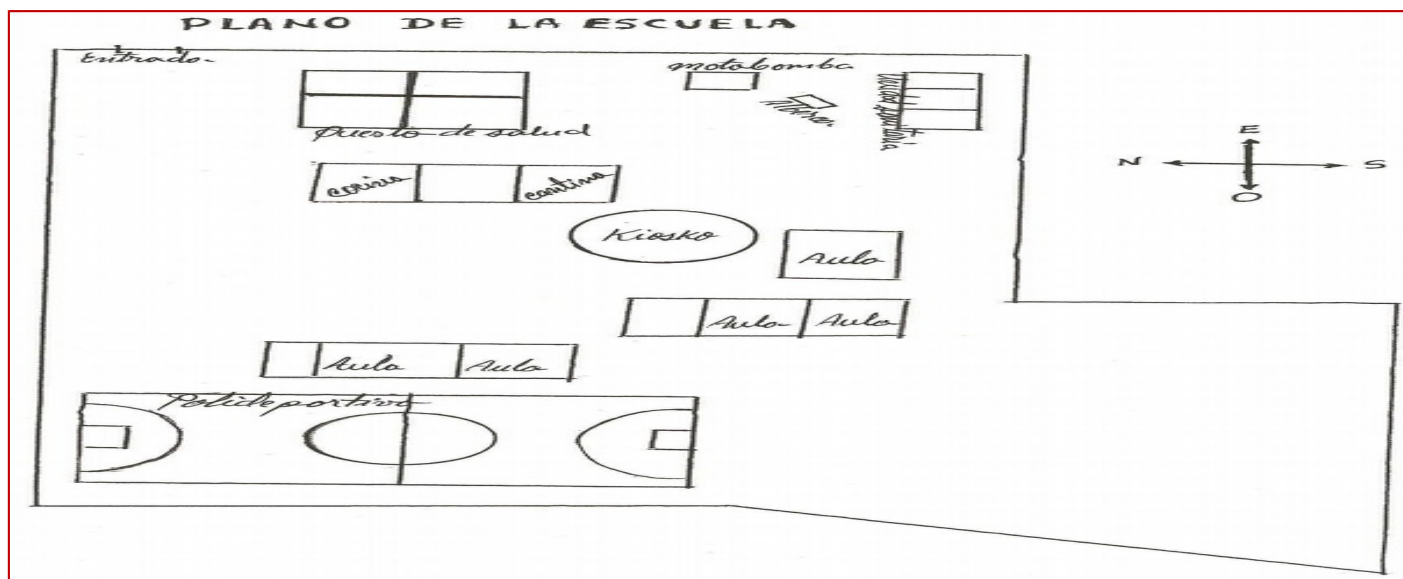 PLANO DE LA ESCUELA
Entrada
motobomba
Puesto de salud
cocina
cantina
Kiosko
Aula
Aula
Aula
Aula
Aula
Polideportivo
E
N
S
O